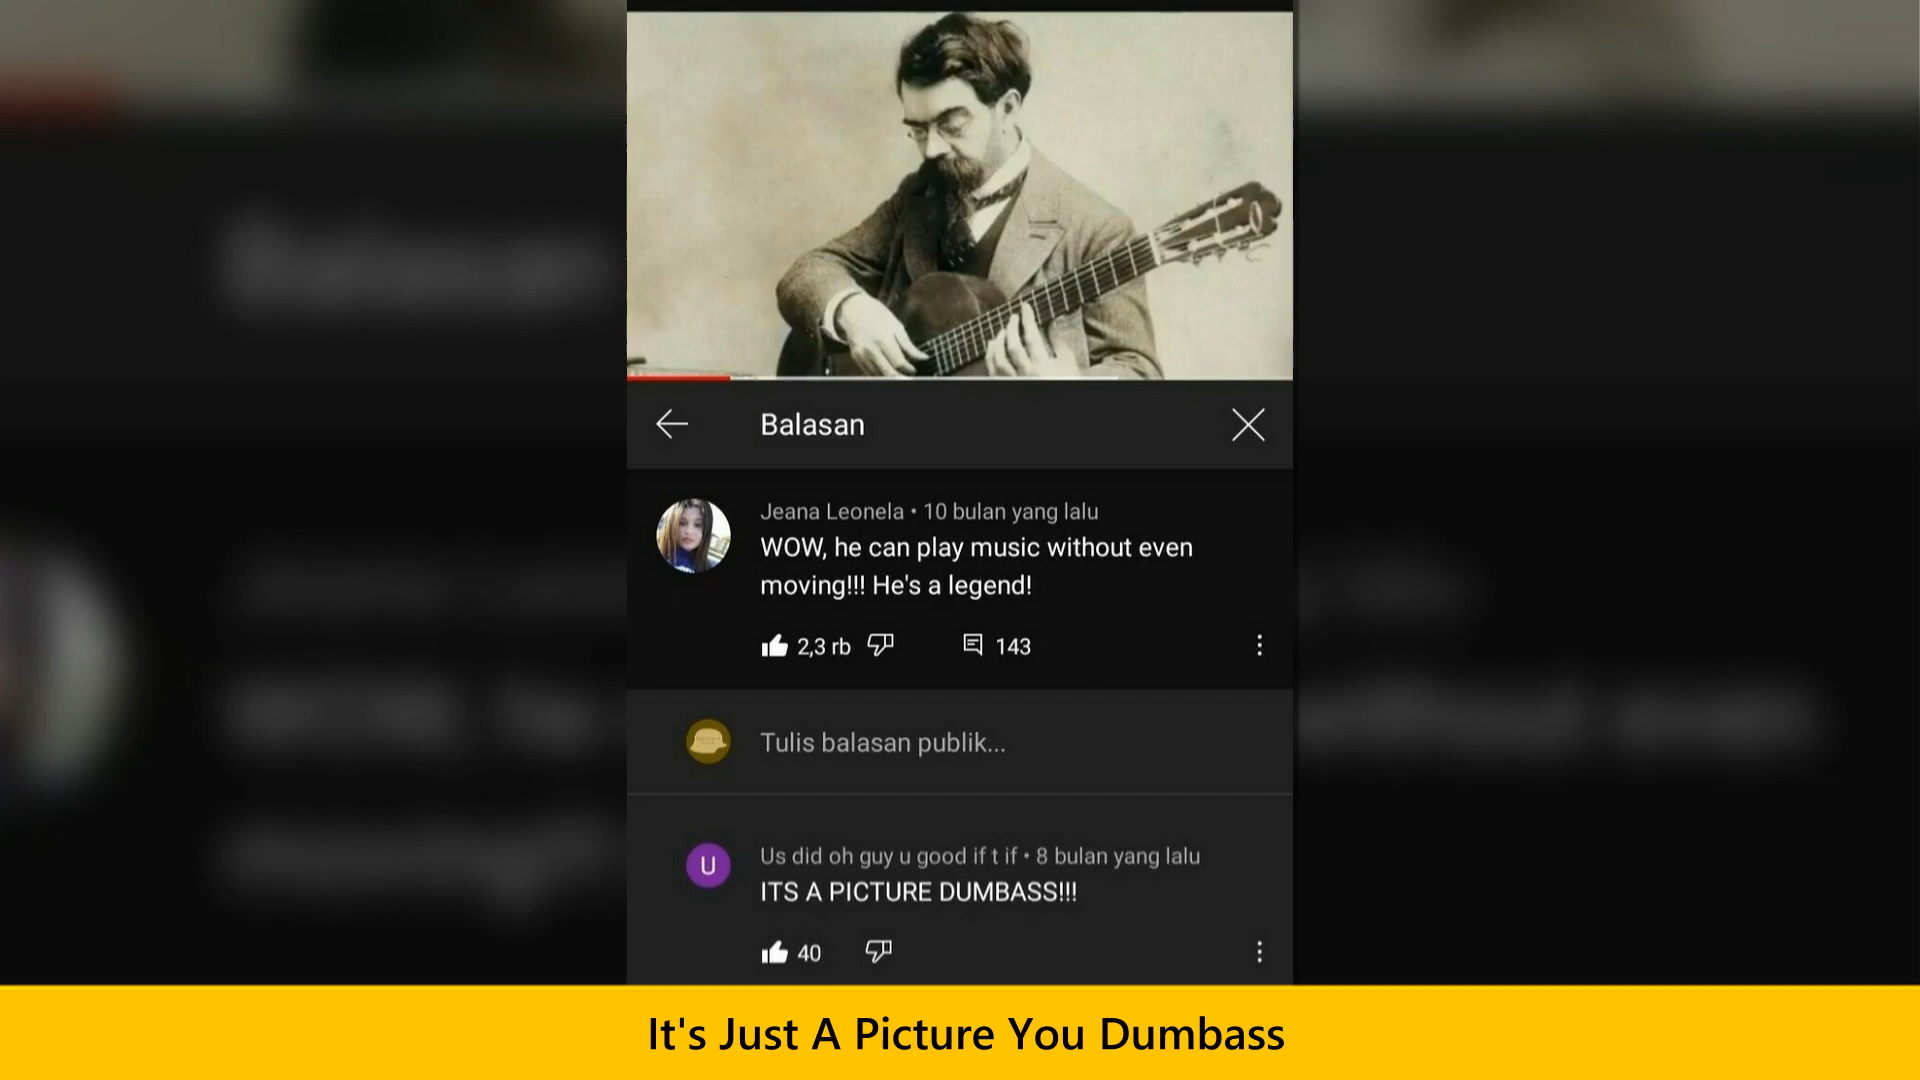 Balasan
Jeana Leonela • 10 bulan yang lalu
WOW, he can play music without even
moving!!! He's a legend!
2,3 rb
143
Tulis balasan publik...
U
Us did oh guy u good if t if • 8 bulan yang lalu
ITS A PICTURE DUMBASS!!!
40
It's Just A Picture You Dumbass